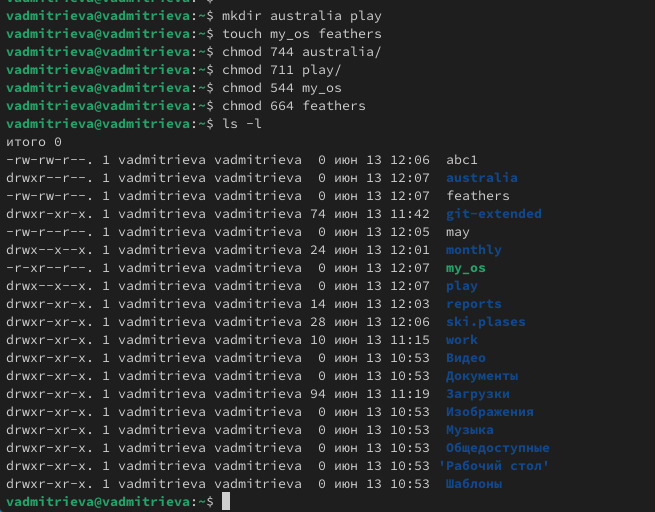 vadmitrieva@vadmitrieva:~$ mkdir australia play
vadmitrieva@vadmitrieva:~$ touch my_os feathers
vadmitrieva@vadmitrieva:~$ chmod 744 australia/
vadmitrieva@vadmitrieva:~$ chmod 711 play/
vadmitrieva@vadmitrieva:~$ chmod 544 my_os
vadmitrieva@vadmitrieva:~$ chmod 664 feathers
vadmitrieva@vadmitrieva:~$ ls -l
итого 0
-rw-rw-r--. 1 vadmitrieva vadmitrieva  0 июн 13 12:06  abc1
drwxr--r--. 1 vadmitrieva vadmitrieva  0 июн 13 12:07  australia
-rw-rw-r--. 1 vadmitrieva vadmitrieva  0 июн 13 12:07  feathers
drwxr-xr-x. 1 vadmitrieva vadmitrieva 74 июн 13 11:42  git-extended
-rw-r--r--. 1 vadmitrieva vadmitrieva  0 июн 13 12:05  may
drwx--x--x. 1 vadmitrieva vadmitrieva 24 июн 13 12:01  monthly
-r-xr--r--. 1 vadmitrieva vadmitrieva  0 июн 13 12:07  my_os
drwx--x--x. 1 vadmitrieva vadmitrieva  0 июн 13 12:07  play
drwxr-xr-x. 1 vadmitrieva vadmitrieva 14 июн 13 12:03  reports
drwxr-xr-x. 1 vadmitrieva vadmitrieva 28 июн 13 12:06  ski.plases
drwxr-xr-x. 1 vadmitrieva vadmitrieva 10 июн 13 11:15  work
drwxr-xr-x. 1 vadmitrieva vadmitrieva  0 июн 13 10:53  Видео
drwxr-xr-x. 1 vadmitrieva vadmitrieva  0 июн 13 10:53  Документы
drwxr-xr-x. 1 vadmitrieva vadmitrieva 94 июн 13 11:19  Загрузки
drwxr-xr-x. 1 vadmitrieva vadmitrieva  0 июн 13 10:53  Изображения
drwxr-xr-x. 1 vadmitrieva vadmitrieva  0 июн 13 10:53  Музыка
drwxr-xr-x. 1 vadmitrieva vadmitrieva  0 июн 13 10:53  Общедоступные
drwxr-xr-x. 1 vadmitrieva vadmitrieva  0 июн 13 10:53 'Рабочий стол'
drwxr-xr-x. 1 vadmitrieva vadmitrieva  0 июн 13 10:53  Шаблоны
vadmitrieva@vadmitrieva:~$